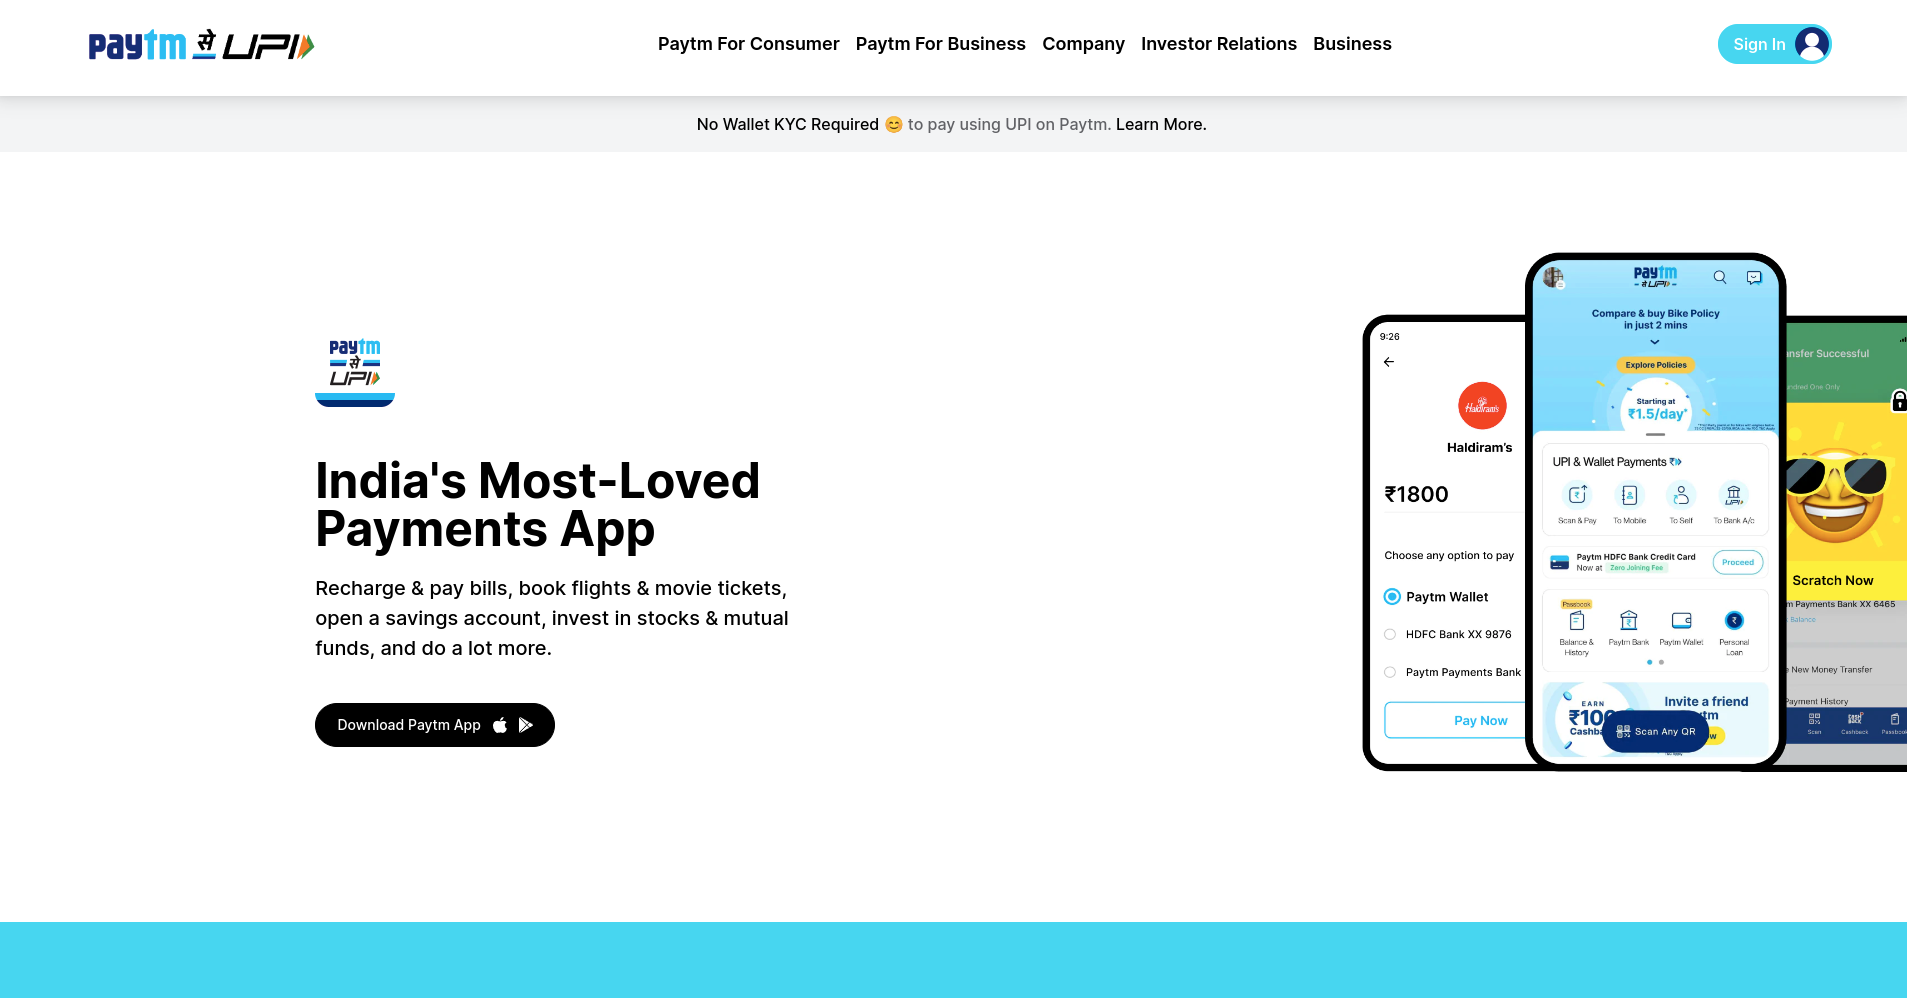 paytm से UPI
Paytm For Consumer Paytm For Business Company Investor Relations Business
Sign In
No Wallet KYC Required 😊 to pay using UPI on Paytm. Learn More.
paytm
से
UPI
India's Most-Loved
Payments App
Recharge & pay bills, book flights & movie tickets,
open a savings account, invest in stocks & mutual
funds, and do a lot more.
Download Paytm App
9:26
Haldiram's
Haldiram's
₹1800
Choose any option to pay
Paytm Wallet
HDFC Bank XX 9876
Paytm Payments Bank
Pay Now
paytm
से UPI
Compare & buy Bike Policy
in just 2 mins
Explore Policies
Starting at
₹1.5/day*
UPI & Wallet Payments
Scan & Pay To Mobile To Self To Bank A/c
Paytm HDFC Bank Credit Card
Now at Zero Joining Fee
Proceed
Passbook
Balance & History Paytm Bank Paytm Wallet Personal Loan
EARN
₹100
Cashba
Invite a friend
tm
Scan Any QR
nsfer Successful
undred One Only
Scratch Now
m Payments Bank XX 6465
Balance
e New Money Transfer
Payment History
Scan Cashback Passboo